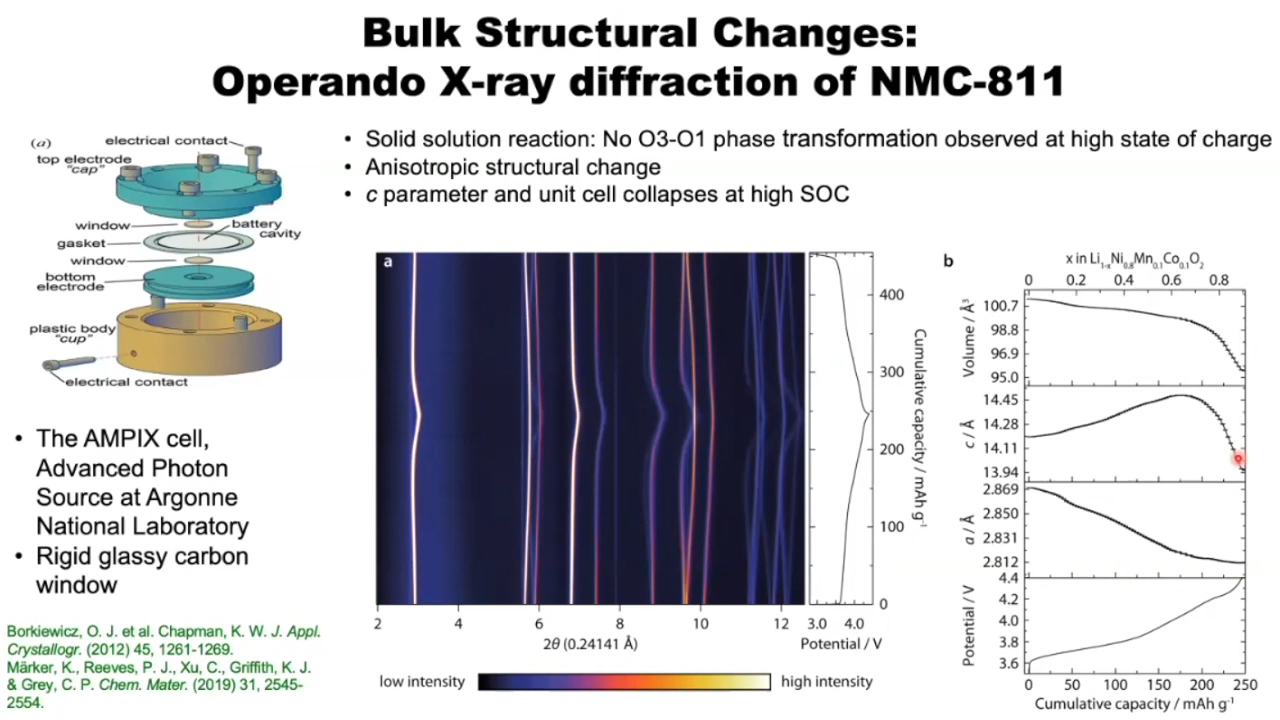 Bulk Structural Changes:
Operando X-ray diffraction of NMC-811
• Solid solution reaction: No O3-O1 phase transformation observed at high state of charge
• Anisotropic structural change
• c parameter and unit cell collapses at high SOC
(a)
electrical contact
top electrode
"cap"
window
battery
cavity
gasket
window
bottom
electrode
plastic body
"cup"
electrical contact
• The AMPIX cell,
Advanced Photon
Source at Argonne
National Laboratory
• Rigid glassy carbon
window
Borkiewicz, O. J. et al. Chapman, K. W. J. Appl.
Crystallogr. (2012) 45, 1261-1269.
Märker, K., Reeves, P. J., Xu, C., Griffith, K. J.
& Grey, C. P. Chem. Mater. (2019) 31, 2545-
2554.
a
400
300
200
100
0
Cumulative capacity / mAh g⁻¹
2 4 6 8 10 12
2θ (0.24141 Å)
3.0 4.0
Potential / V
low intensity
high intensity
b
x in Li₁₋ₓNi₀.₈Mn₀.₁Co₀.₁O₂
0 0.2 0.4 0.6 0.8
Volume / Å³
100.7
98.8
96.9
95.0
c / Å
14.45
14.28
14.11
13.94
a / Å
2.869
2.850
2.831
2.812
Potential / V
4.4
4.2
4.0
3.8
3.6
0 50 100 150 200 250
Cumulative capacity / mAh g⁻¹